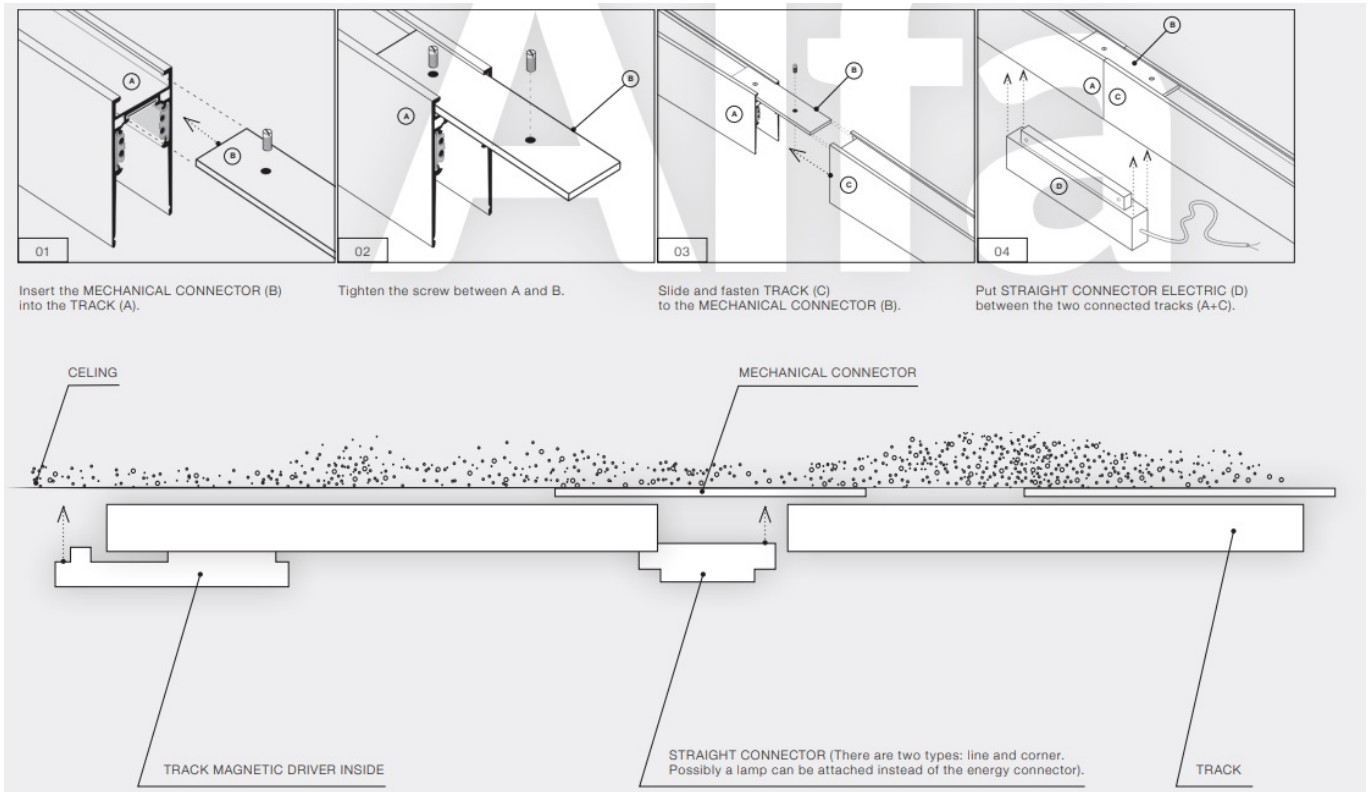 Alfa
A
B
01
A
B
02
A
B
C
03
B
A
C
D
04
Insert the MECHANICAL CONNECTOR (B)
into the TRACK (A).
Tighten the screw between A and B.
Slide and fasten TRACK (C)
to the MECHANICAL CONNECTOR (B).
Put STRAIGHT CONNECTOR ELECTRIC (D)
between the two connected tracks (A+C).
CELING
MECHANICAL CONNECTOR
TRACK MAGNETIC DRIVER INSIDE
STRAIGHT CONNECTOR (There are two types: line and corner.
Possibly a lamp can be attached instead of the energy connector).
TRACK